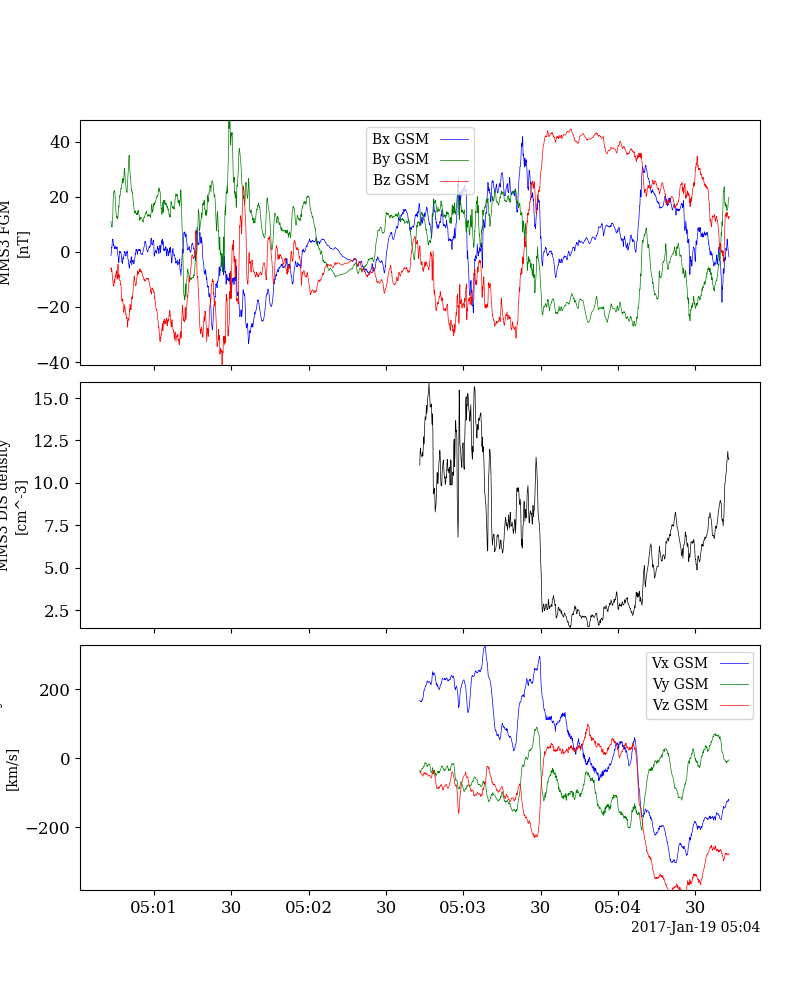 40
20
0
−20
−40
MMS3 FGM
[nT]
Bx GSM
By GSM
Bz GSM
15.0
12.5
10.0
7.5
5.0
2.5
MMS3 DIS density
[cm^-3]
200
0
−200
[km/s]
Vx GSM
Vy GSM
Vz GSM
05:01 30 05:02 30 05:03 30 05:04 30
2017-Jan-19 05:04